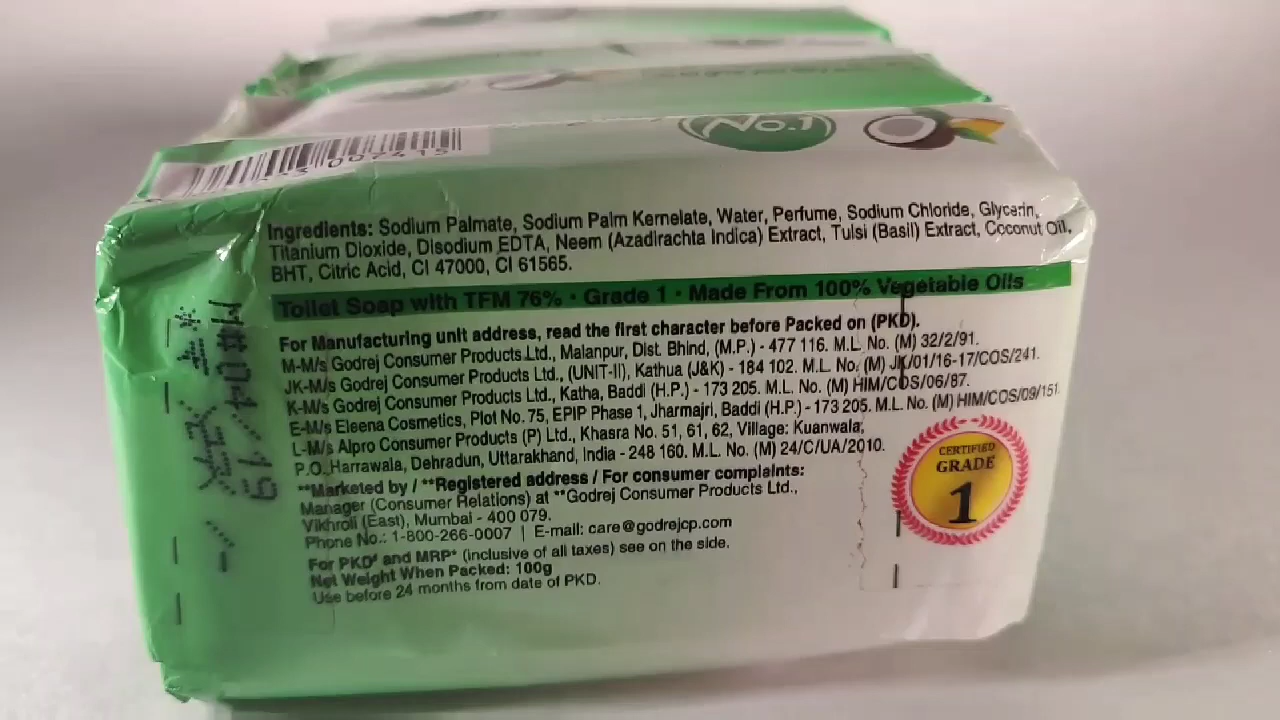 No.1
Ingredients: Sodium Palmate, Sodium Palm Kernelate, Water, Perfume, Sodium Chloride, Glycerin,
Titanium Dioxide, Disodium EDTA, Neem (Azadirachta Indica) Extract, Tulsi (Basil) Extract, Coconut Oil,
BHT, Citric Acid, CI 47000, CI 61565.
Toilet Soap with TFM 76% • Grade 1 • Made From 100% Vegetable Oils
For Manufacturing unit address, read the first character before Packed on (PKD).
M-M/s Godrej Consumer Products Ltd., Malanpur, Dist. Bhind, (M.P.) - 477 116. M.L. No. (M) 32/2/91.
JK-M/s Godrej Consumer Products Ltd., (UNIT-II), Kathua (J&K) - 184 102. M.L. No. (M) JK/01/16-17/COS/241.
K-M/s Godrej Consumer Products Ltd., Katha, Baddi (H.P.) - 173 205. M.L. No. (M) HIM/COS/06/87.
E-M/s Eleena Cosmetics, Plot No. 75, EPIP Phase 1, Jharmajri, Baddi (H.P.) - 173 205. M.L. No. (M) HIM/COS/09/151.
L-M/s Alpro Consumer Products (P) Ltd., Khasra No. 51, 61, 62, Village: Kuanwala,
P.O. Harrawala, Dehradun, Uttarakhand, India - 248 160. M.L. No. (M) 24/C/UA/2010.
**Marketed by / **Registered address / For consumer complaints:
Manager (Consumer Relations) at **Godrej Consumer Products Ltd.,
Vikhroli (East), Mumbai - 400 079.
Phone No.: 1-800-266-0007 | E-mail: care@godrejcp.com
For PKD# and MRP* (inclusive of all taxes) see on the side.
Net Weight When Packed: 100g
Use before 24 months from date of PKD.
CERTIFIED
GRADE
1